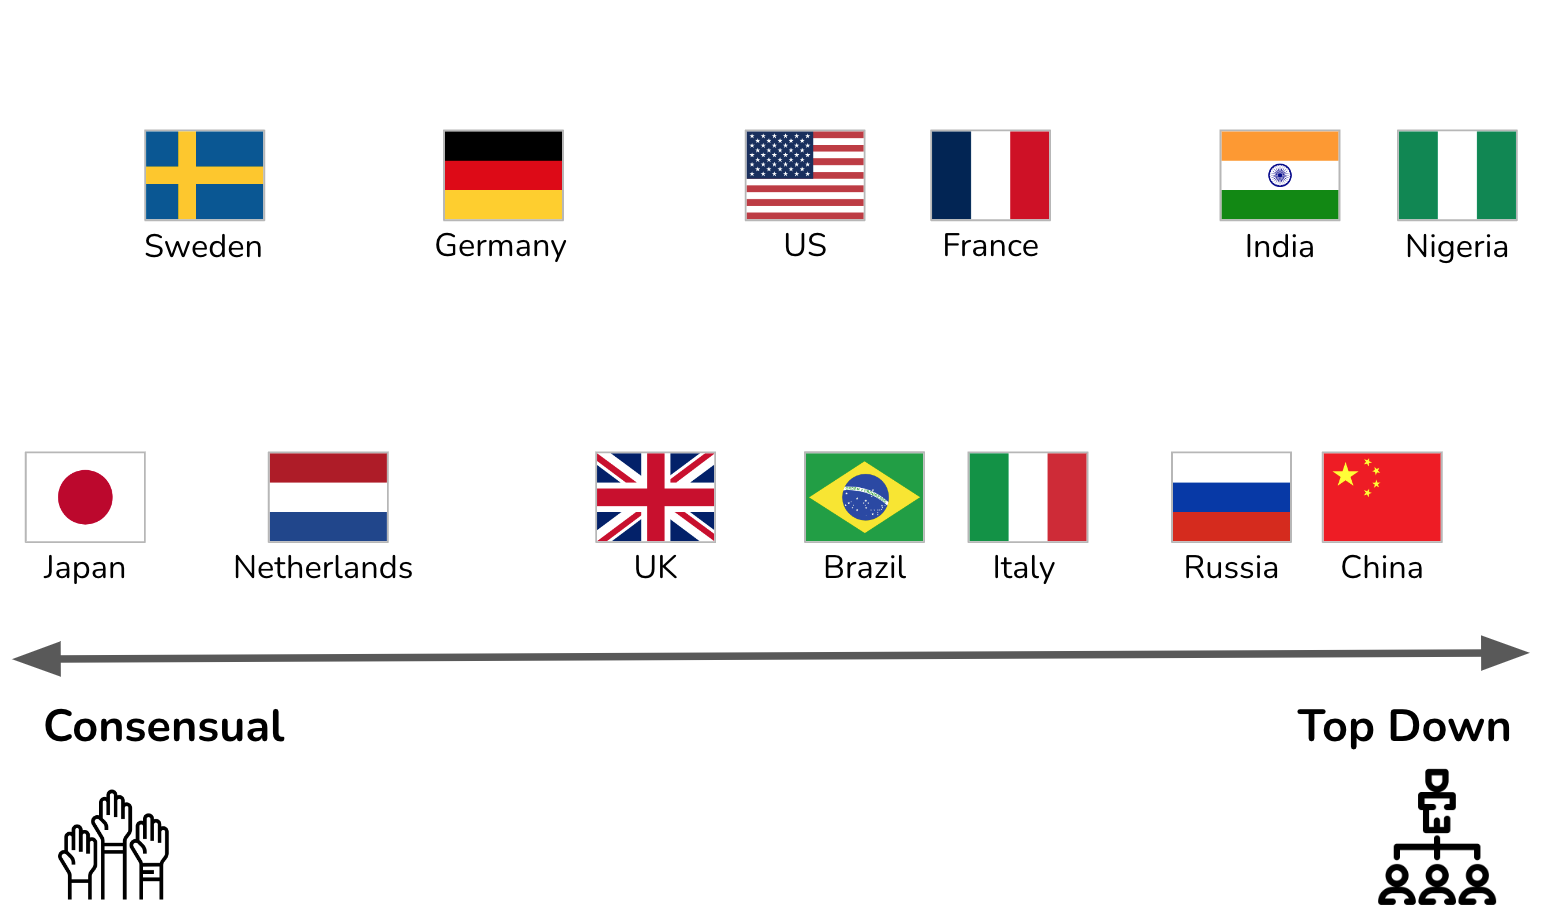 Sweden
Germany
US
France
India
Nigeria
Japan
Netherlands
UK
Brazil
Italy
Russia
China
Consensual
Top Down